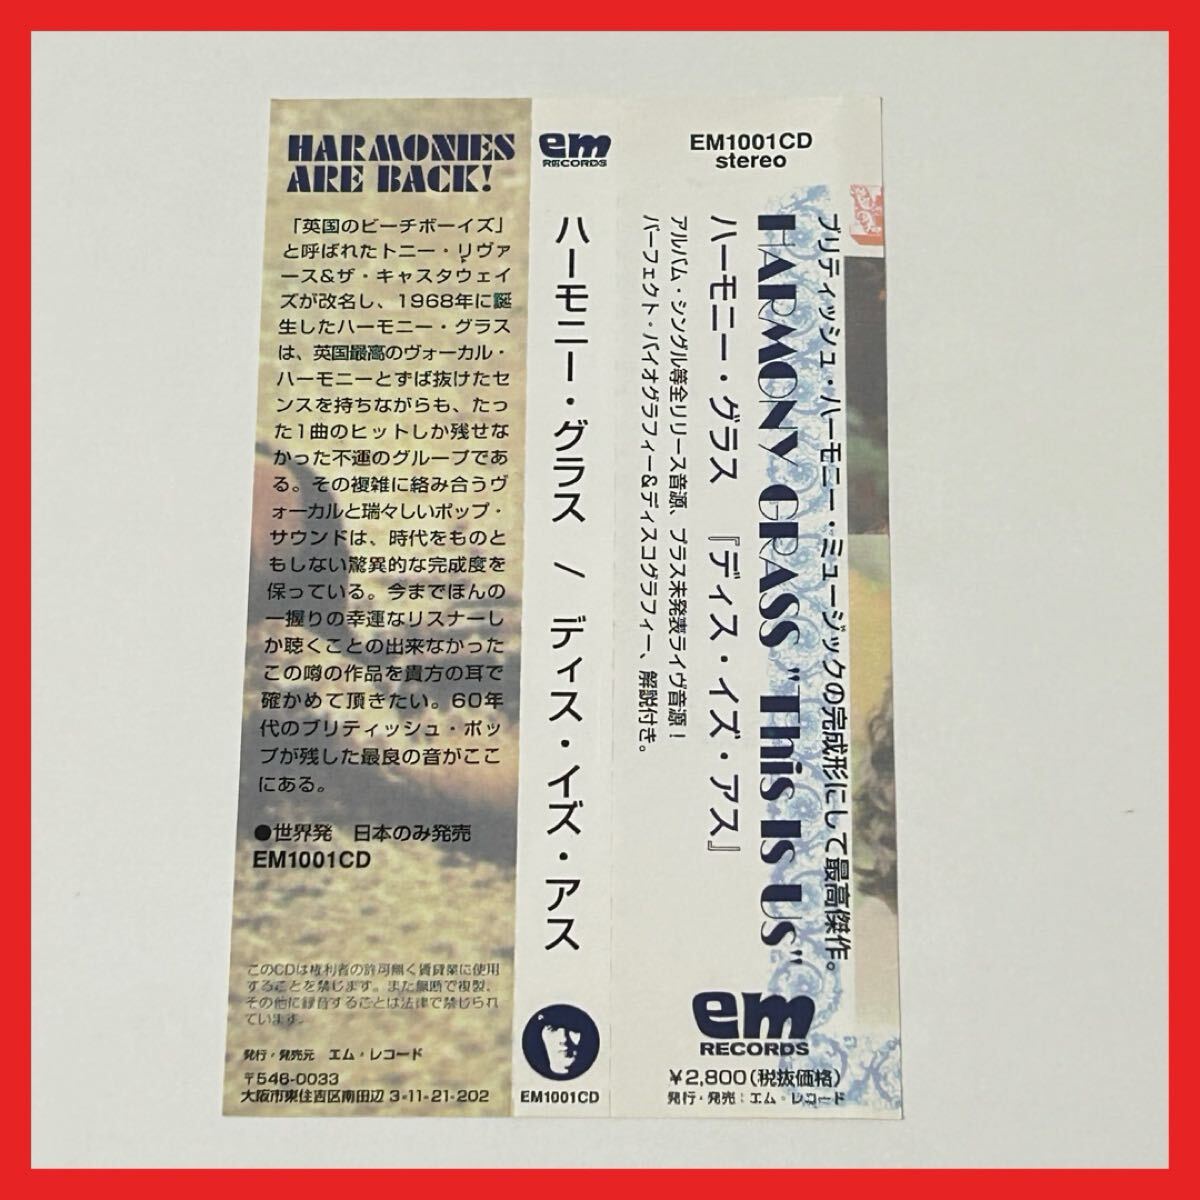 HARMONIES
ARE BACK!
「英国のビーチボーイズ」
と呼ばれたトニー・リヴァ
ース&ザ・キャスタウェイ
ズが改名し、1968年に誕
生したハーモニー・グラス
は、英国最高のヴォーカル・
ハーモニーとずば抜けたセ
ンスを持ちながらも、たっ
た1曲のヒットしか残せな
かった不運のグループであ
る。その複雑に絡み合うヴ
ォーカルと瑞々しいポップ・
サウンドは、時代をものと
もしない驚異的な完成度を
保っている。今までほんの
一握りの幸運なリスナーし
か聴くことの出来なかった
この噂の作品を貴方の耳で
確かめて頂きたい。60年
代のブリティッシュ・ポッ
プが残した最良の音がここ
にある。
●世界発 日本のみ発売
EM1001CD
このCDは権利者の許可無く賃貸業に使用
することを禁じます。また無断で複製、
その他に録音することは法律で禁じられ
ています。
発行・発売元 エム・レコード
〒546-0033
大阪市東住吉区南田辺 3-11-21-202
em
RECORDS
ハーモニー・グラス / ディス・イズ・アス
EM1001CD
EM1001CD
stereo
ブリティッシュ・ハーモニー・ミュージックの完成形にして最高傑作。
HARMONY GRASS "This Is Us"
ハーモニー・グラス 『ディス・イズ・アス』
アルバム・シングル等全リリース音源、プラス未発表ライヴ音源!
パーフェクト・バイオグラフィー&ディスコグラフィー、解説付き。
em
RECORDS
¥2,800(税抜価格)
発行・発売:エム・レコード